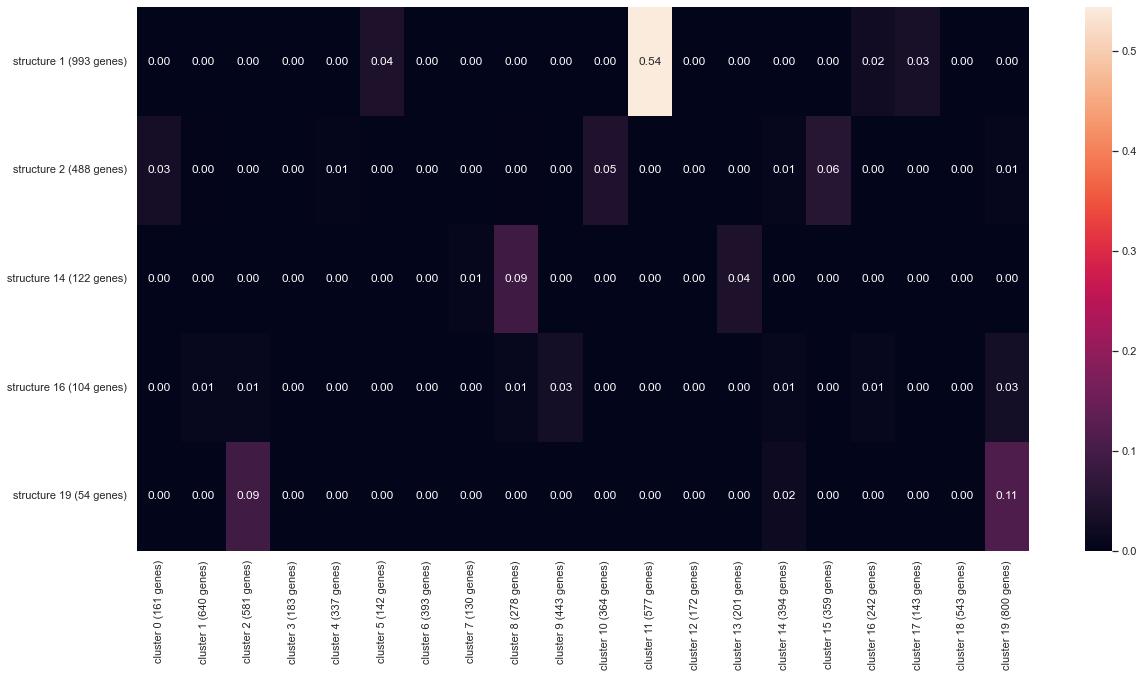 structure 1 (993 genes) 0.00 0.00 0.00 0.00 0.00 0.04 0.00 0.00 0.00 0.00 0.00 0.54 0.00 0.00 0.00 0.00 0.02 0.03 0.00 0.00
structure 2 (488 genes) 0.03 0.00 0.00 0.00 0.01 0.00 0.00 0.00 0.00 0.00 0.05 0.00 0.00 0.00 0.01 0.06 0.00 0.00 0.00 0.01
structure 14 (122 genes) 0.00 0.00 0.00 0.00 0.00 0.00 0.00 0.01 0.09 0.00 0.00 0.00 0.00 0.04 0.00 0.00 0.00 0.00 0.00 0.00
structure 16 (104 genes) 0.00 0.01 0.01 0.00 0.00 0.00 0.00 0.00 0.01 0.03 0.00 0.00 0.00 0.00 0.01 0.00 0.01 0.00 0.00 0.03
structure 19 (54 genes) 0.00 0.00 0.09 0.00 0.00 0.00 0.00 0.00 0.00 0.00 0.00 0.00 0.00 0.00 0.02 0.00 0.00 0.00 0.00 0.11
cluster 0 (161 genes)
cluster 1 (640 genes)
cluster 2 (581 genes)
cluster 3 (183 genes)
cluster 4 (337 genes)
cluster 5 (142 genes)
cluster 6 (393 genes)
cluster 7 (130 genes)
cluster 8 (278 genes)
cluster 9 (443 genes)
cluster 10 (364 genes)
cluster 11 (577 genes)
cluster 12 (172 genes)
cluster 13 (201 genes)
cluster 14 (394 genes)
cluster 15 (359 genes)
cluster 16 (242 genes)
cluster 17 (143 genes)
cluster 18 (543 genes)
cluster 19 (800 genes)
0.5
0.4
0.3
0.2
0.1
0.0